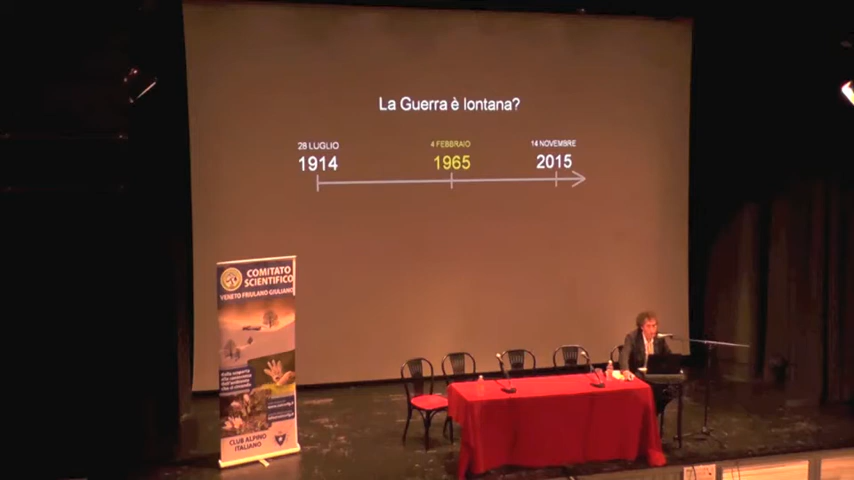 La Guerra è lontana?
28 LUGLIO
1914
4 FEBBRAIO
1965
14 NOVEMBRE
2015
COMITATO
SCIENTIFICO
VENETO FRIULANO GIULIANO
CLUB ALPINO
ITALIANO